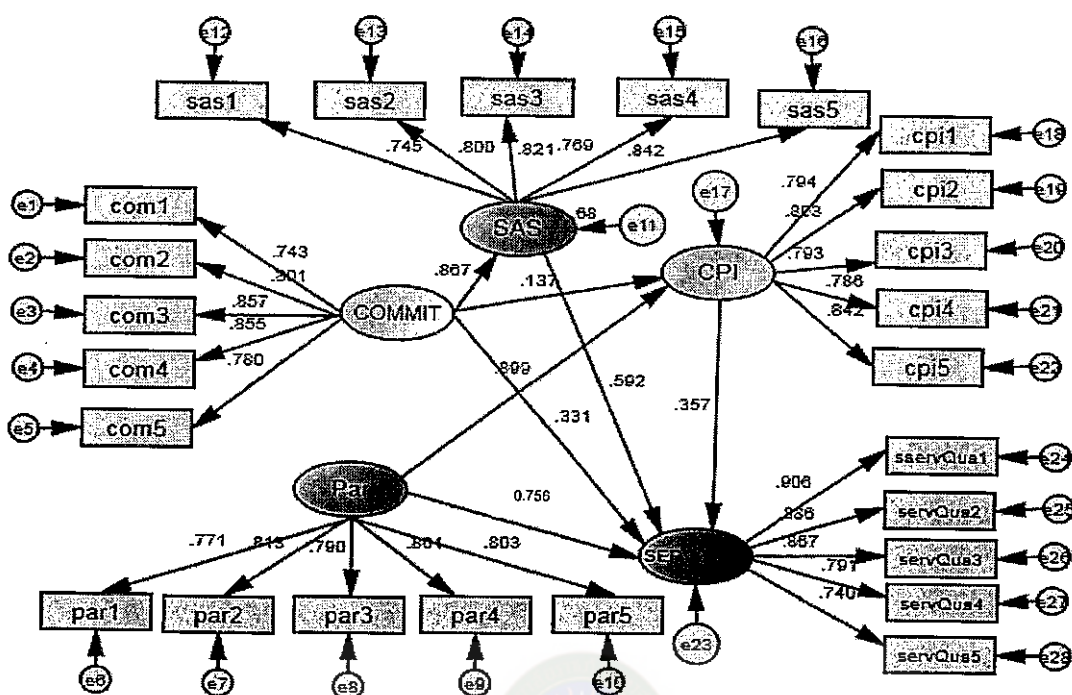 e12
e13
e14
e15
e16
sas1
sas2
sas3
sas4
sas5
e18
cpi1
.745
.800
.821
.769
.842
.794
e1
com1
e17
cpi2
e19
.803
SAS
.68
e11
e2
com2
.743
.793
cpi3
e20
CPI
.867
.137
.786
e3
com3
.857
COMMIT
cpi4
e21
.855
.842
e4
com4
.780
cpi5
e22
.592
.331
.357
e5
com5
saservQua1
e24
Par
.906
0.756
servQua2
e25
.771
.813
.790
.803
servQua3
e26
.791
par1
par2
par3
par4
par5
.740
servQua4
e27
e23
servQua5
e28
e6
e7
e8
e9
e10